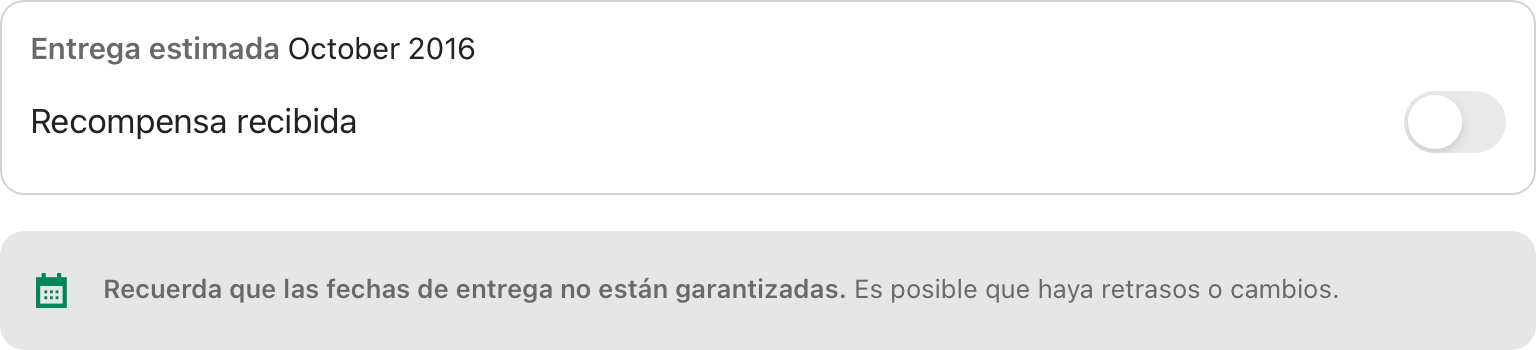 Entrega estimada October 2016
Recompensa recibida
Recuerda que las fechas de entrega no están garantizadas. Es posible que haya retrasos o cambios.